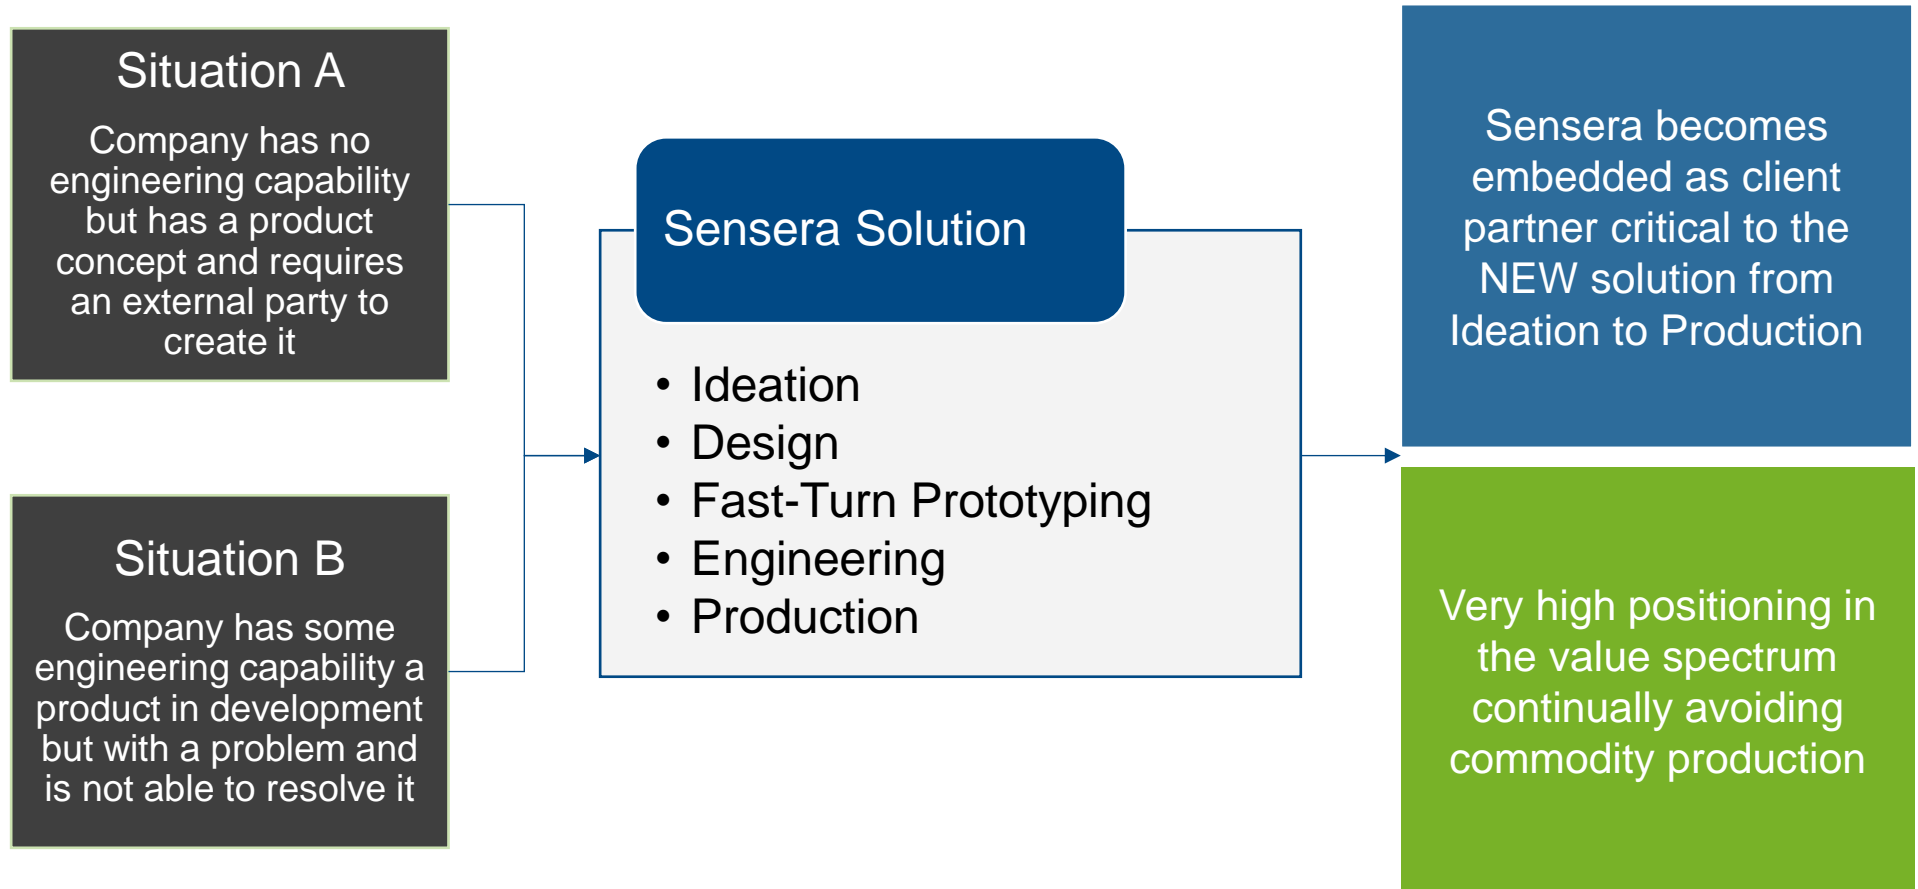 Situation A
Company has no
engineering capability
but has a product
concept and requires
an external party to
create it
Situation B
Company has some
engineering capability a
product in development
but with a problem and
is not able to resolve it
Sensera Solution
• Ideation
• Design
• Fast-Turn Prototyping
• Engineering
• Production
Sensera becomes
embedded as client
partner critical to the
NEW solution from
Ideation to Production
Very high positioning in
the value spectrum
continually avoiding
commodity production